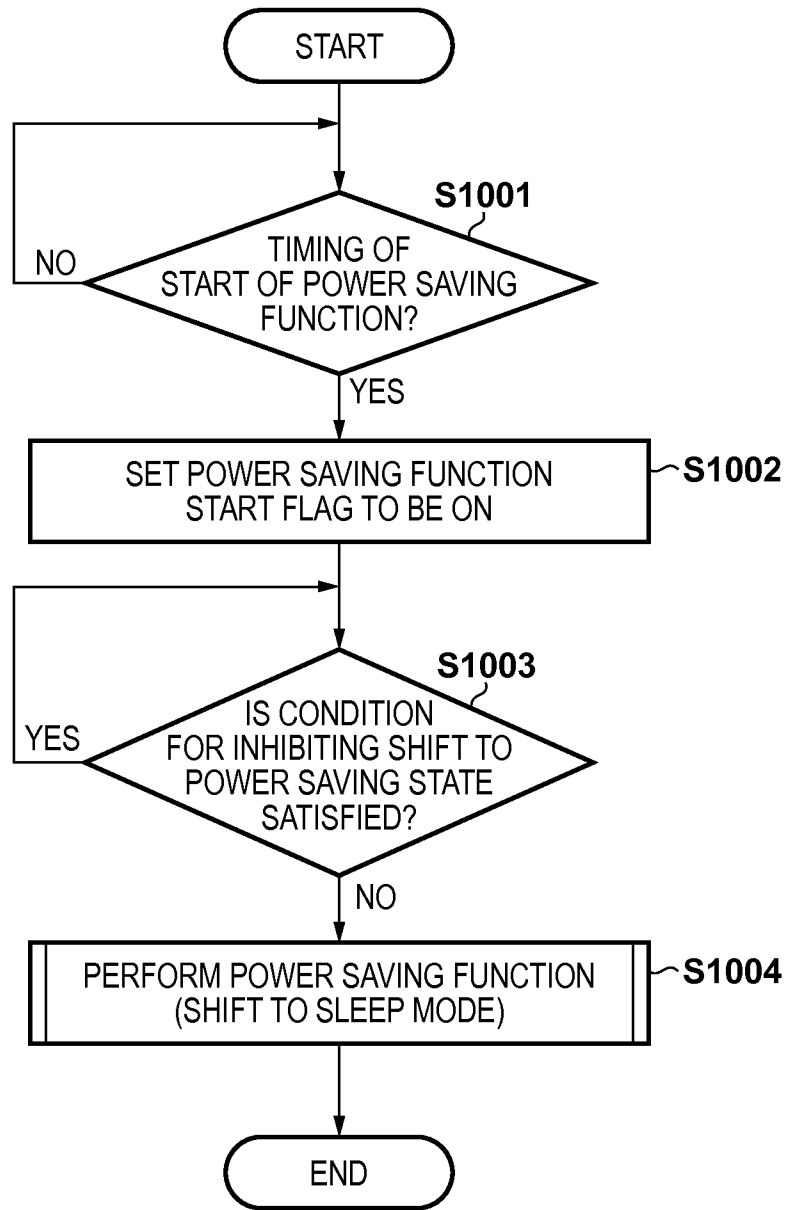 START
S1001
TIMING OF
START OF POWER SAVING
FUNCTION?
NO
YES
SET POWER SAVING FUNCTION
START FLAG TO BE ON
S1002
S1003
IS CONDITION
FOR INHIBITING SHIFT TO
POWER SAVING STATE
SATISFIED?
YES
NO
PERFORM POWER SAVING FUNCTION
(SHIFT TO SLEEP MODE)
S1004
END